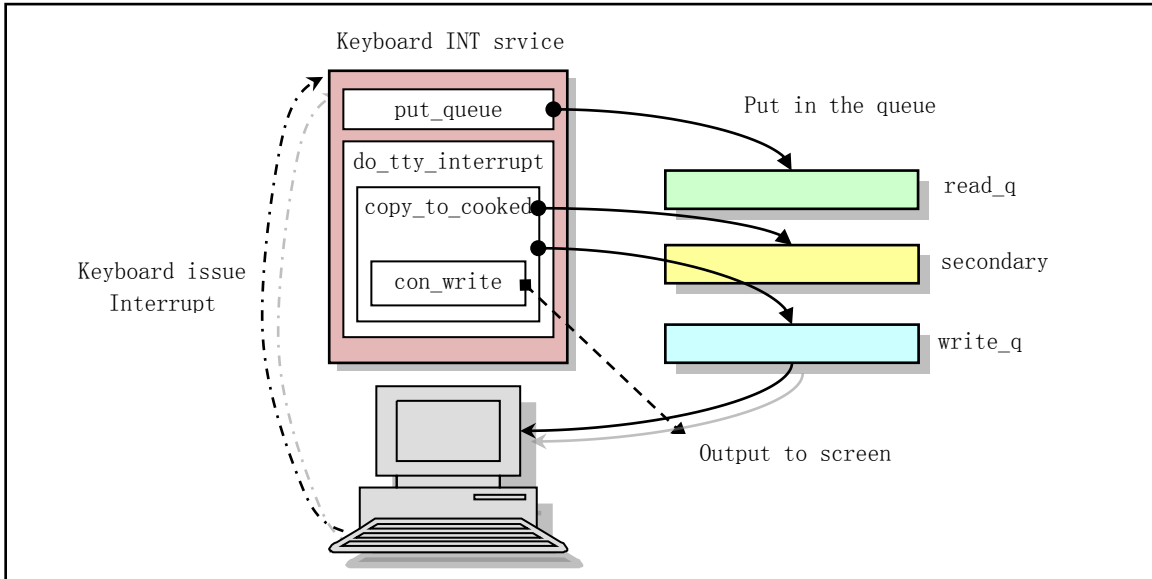 Keyboard INT srvice
put_queue
Put in the queue
do_tty_interrupt
read_q
copy_to_cooked
secondary
Keyboard issue
Interrupt
con_write
write_q
Output to screen